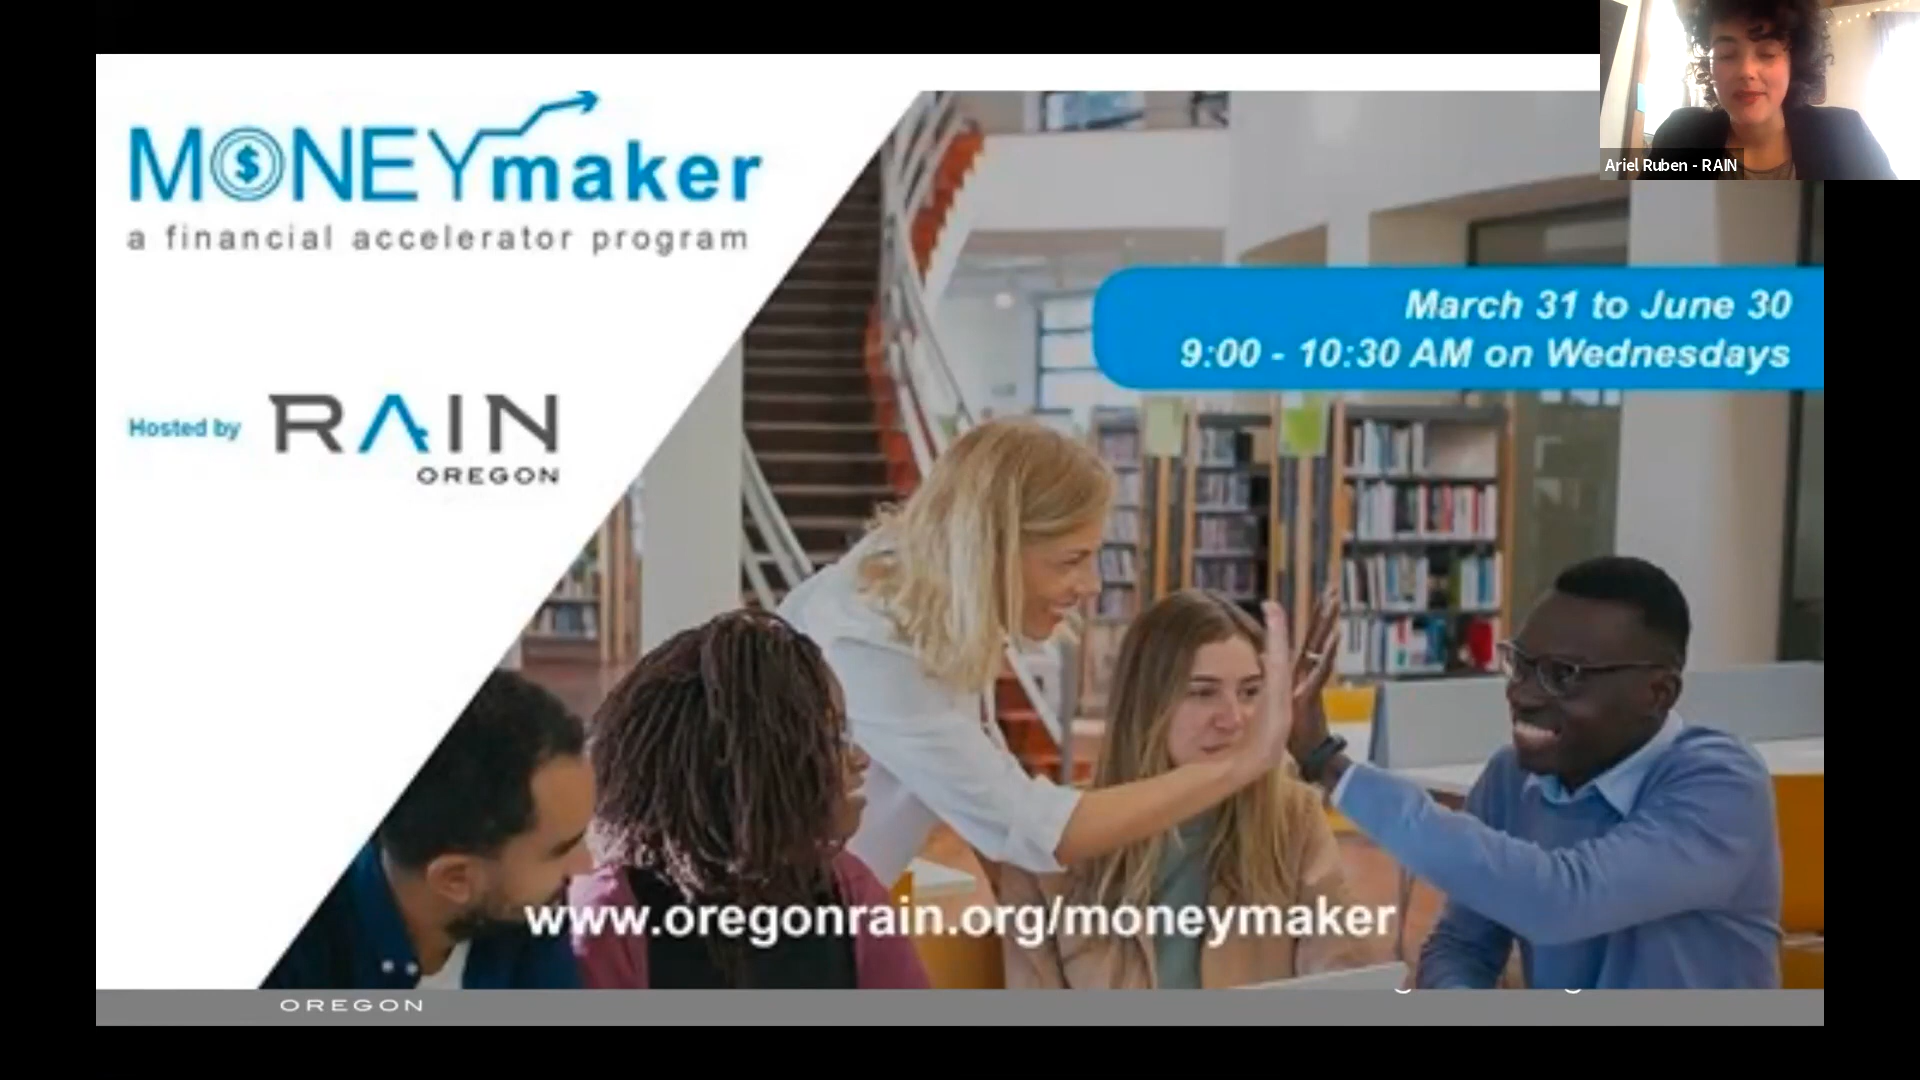 MONEYmaker
a financial accelerator program
March 31 to June 30
9:00 - 10:30 AM on Wednesdays
Hosted by RAIN
OREGON
www.oregonrain.org/moneymaker
OREGON
Ariel Ruben - RAIN